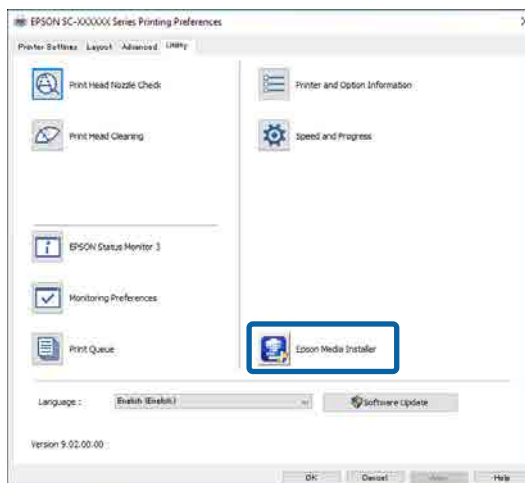 EPSON SC-XXXXXX Series Printing Preferences
Printer Settings Layout Advanced Utility
Print Head Nozzle Check
Printer and Option Information
Print Head Cleaning
Speed and Progress
EPSON Status Monitor 3
Monitoring Preferences
Print Queue
Epson Media Installer
Language : English (English)
Software Update
Version 9.02.00.00
OK Cancel Help